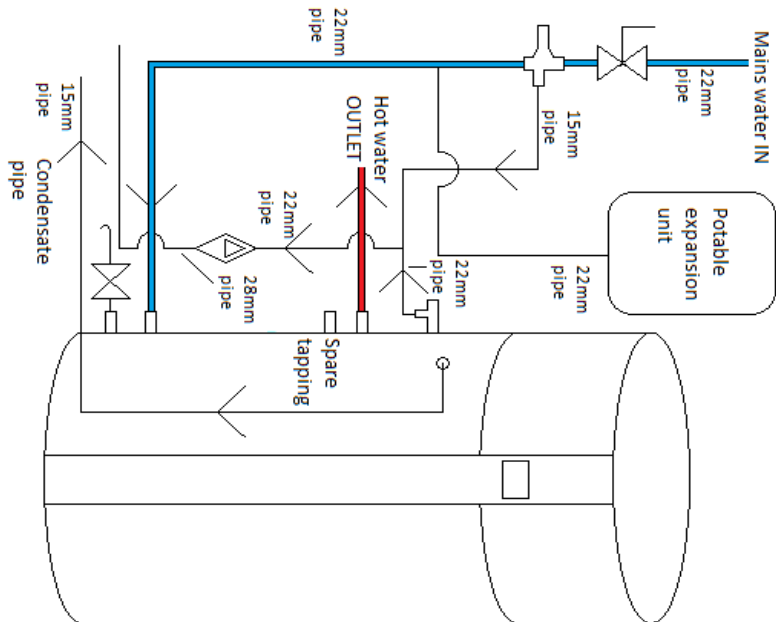 Mains water IN
22mm
pipe
22mm
pipe
15mm
pipe
Potable
expansion
unit
22mm
pipe
Hot water
OUTLET
22mm
pipe
22mm
pipe
28mm
pipe
Spare
tapping
15mm
pipe
Condensate
pipe